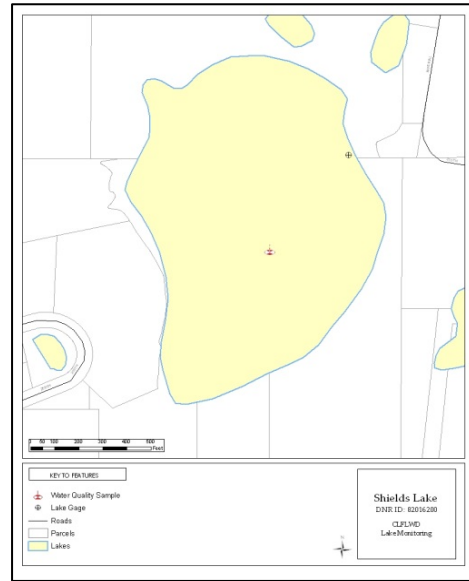 0 50 100 200 300 400 500
Feet
KEY TO FEATURES
Water Quality Sample
Lake Gage
Roads
Parcels
Lakes
Shields Lake
DNR ID: 82016200
CLFLWD
Lake Monitoring